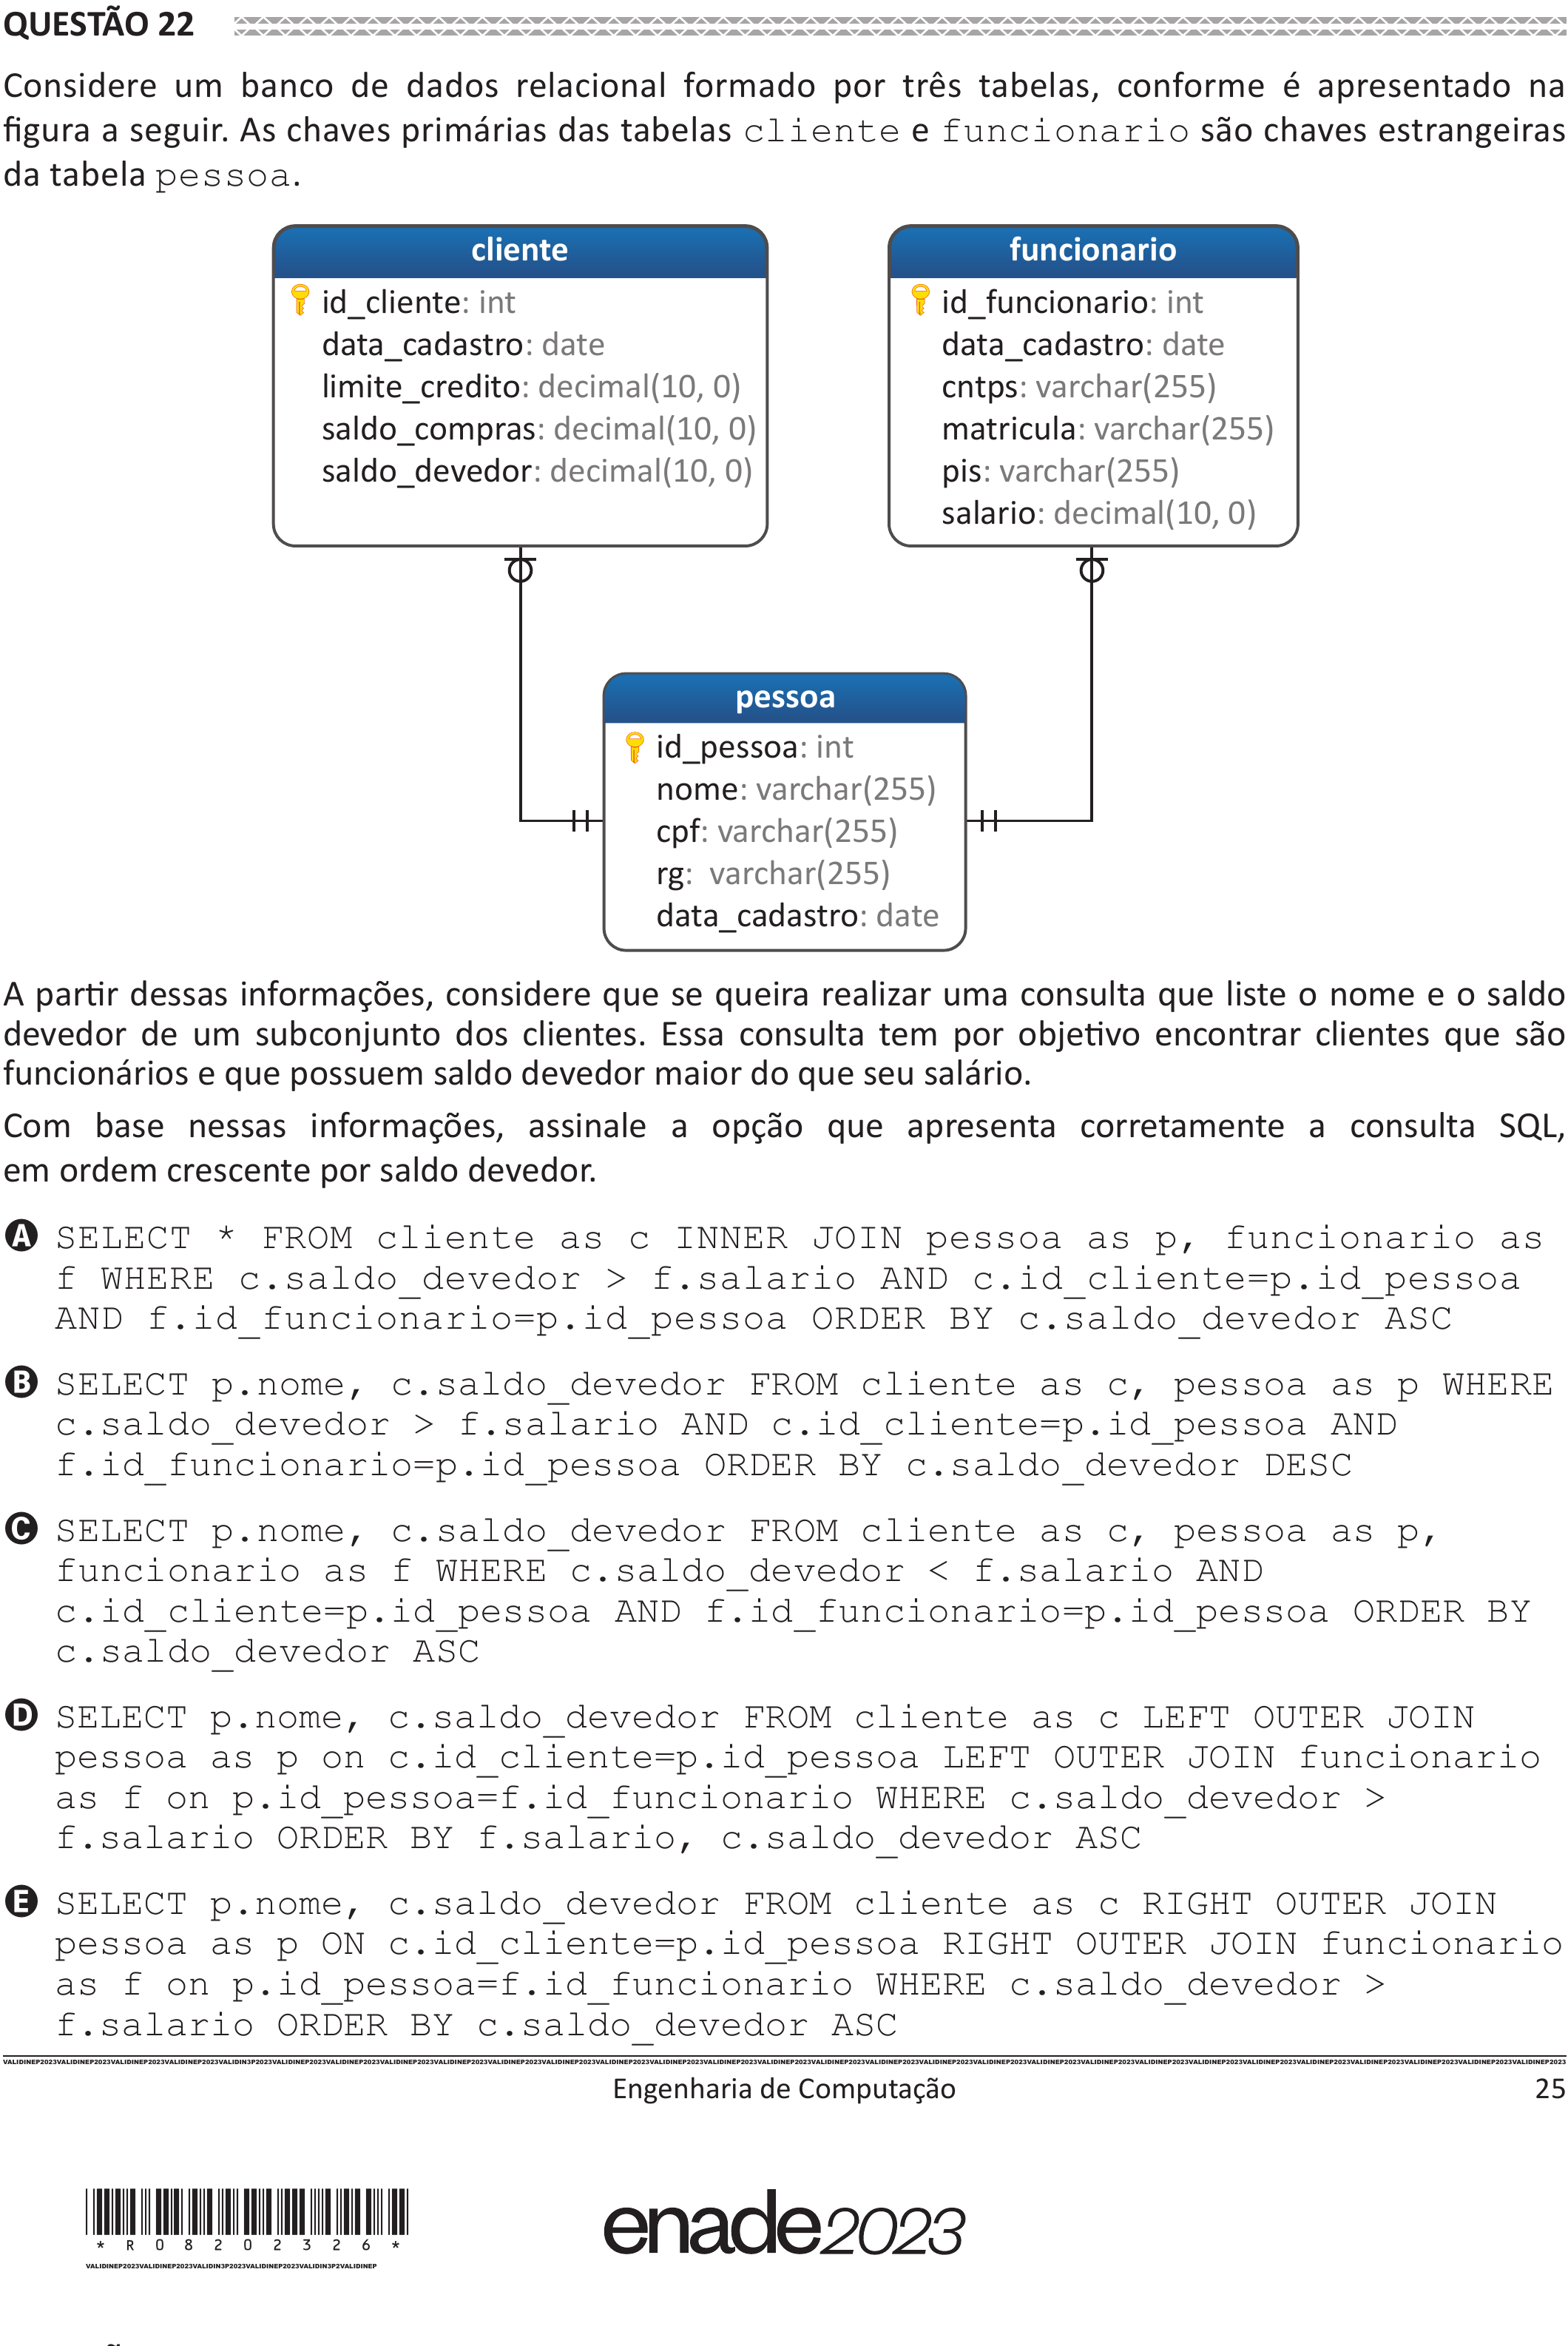 QUESTÃO 22
Considere um banco de dados relacional formado por três tabelas, conforme é apresentado na
figura a seguir. As chaves primárias das tabelas cliente e funcionario são chaves estrangeiras
da tabela pessoa.
cliente
id_cliente: int
data_cadastro: date
limite_credito: decimal(10, 0)
saldo_compras: decimal(10, 0)
saldo_devedor: decimal(10, 0)
funcionario
id_funcionario: int
data_cadastro: date
cntps: varchar(255)
matricula: varchar(255)
pis: varchar(255)
salario: decimal(10, 0)
pessoa
id_pessoa: int
nome: varchar(255)
cpf: varchar(255)
rg: varchar(255)
data_cadastro: date
A partir dessas informações, considere que se queira realizar uma consulta que liste o nome e o saldo
devedor de um subconjunto dos clientes. Essa consulta tem por objetivo encontrar clientes que são
funcionários e que possuem saldo devedor maior do que seu salário.
Com base nessas informações, assinale a opção que apresenta corretamente a consulta SQL,
em ordem crescente por saldo devedor.
A SELECT * FROM cliente as c INNER JOIN pessoa as p, funcionario as
f WHERE c.saldo_devedor > f.salario AND c.id_cliente=p.id_pessoa
AND f.id_funcionario=p.id_pessoa ORDER BY c.saldo_devedor ASC
B SELECT p.nome, c.saldo_devedor FROM cliente as c, pessoa as p WHERE
c.saldo_devedor > f.salario AND c.id_cliente=p.id_pessoa AND
f.id_funcionario=p.id_pessoa ORDER BY c.saldo_devedor DESC
C SELECT p.nome, c.saldo_devedor FROM cliente as c, pessoa as p,
funcionario as f WHERE c.saldo_devedor < f.salario AND
c.id_cliente=p.id_pessoa AND f.id_funcionario=p.id_pessoa ORDER BY
c.saldo_devedor ASC
D SELECT p.nome, c.saldo_devedor FROM cliente as c LEFT OUTER JOIN
pessoa as p on c.id_cliente=p.id_pessoa LEFT OUTER JOIN funcionario
as f on p.id_pessoa=f.id_funcionario WHERE c.saldo_devedor >
f.salario ORDER BY f.salario, c.saldo_devedor ASC
E SELECT p.nome, c.saldo_devedor FROM cliente as c RIGHT OUTER JOIN
pessoa as p ON c.id_cliente=p.id_pessoa RIGHT OUTER JOIN funcionario
as f on p.id_pessoa=f.id_funcionario WHERE c.saldo_devedor >
f.salario ORDER BY c.saldo_devedor ASC
Engenharia de Computação
25
*R0820232 6*
enade2023